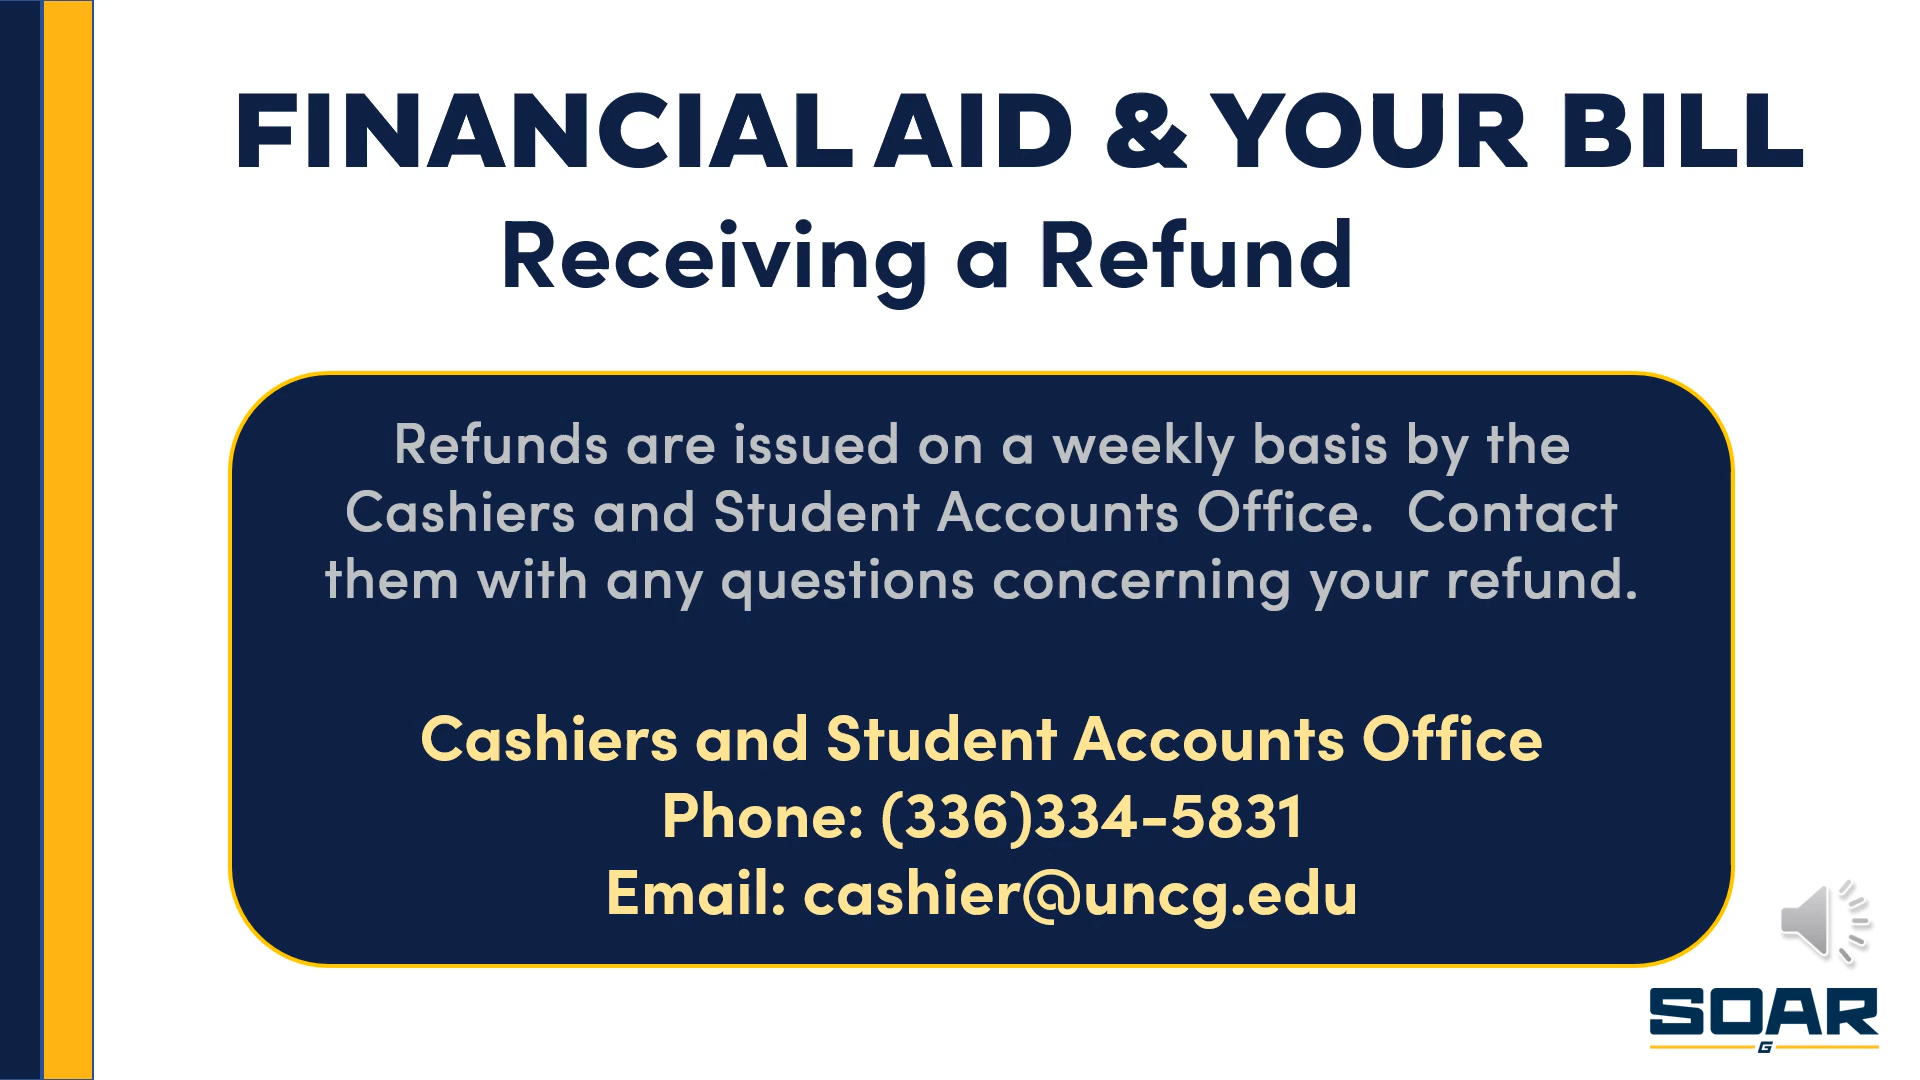 FINANCIAL AID & YOUR BILL
Receiving a Refund
Refunds are issued on a weekly basis by the
Cashiers and Student Accounts Office.  Contact
them with any questions concerning your refund.
Cashiers and Student Accounts Office
Phone: (336)334-5831
Email: cashier@uncg.edu
SOAR
G